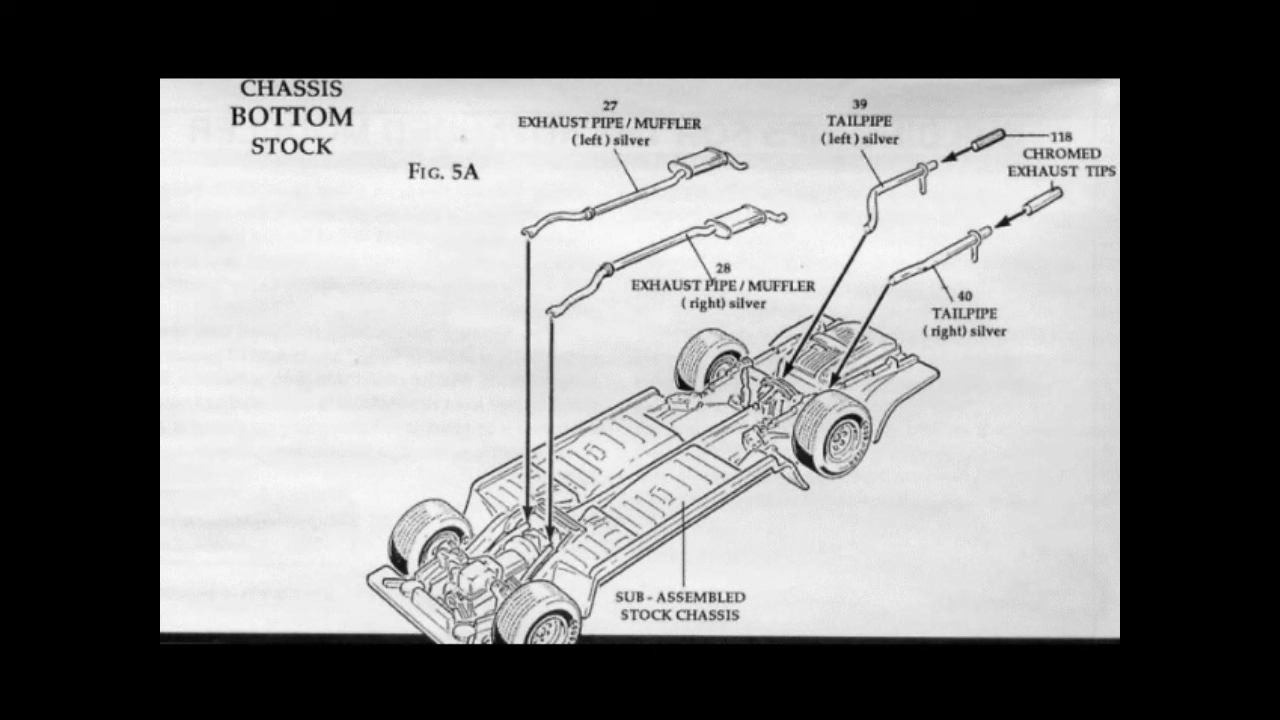 CHASSIS
BOTTOM
STOCK
FIG. 5A
27
EXHAUST PIPE / MUFFLER
( left ) silver
39
TAILPIPE
( left ) silver
118
CHROMED
EXHAUST TIPS
28
EXHAUST PIPE / MUFFLER
( right) silver
40
TAILPIPE
( right) silver
SUB - ASSEMBLED
STOCK CHASSIS